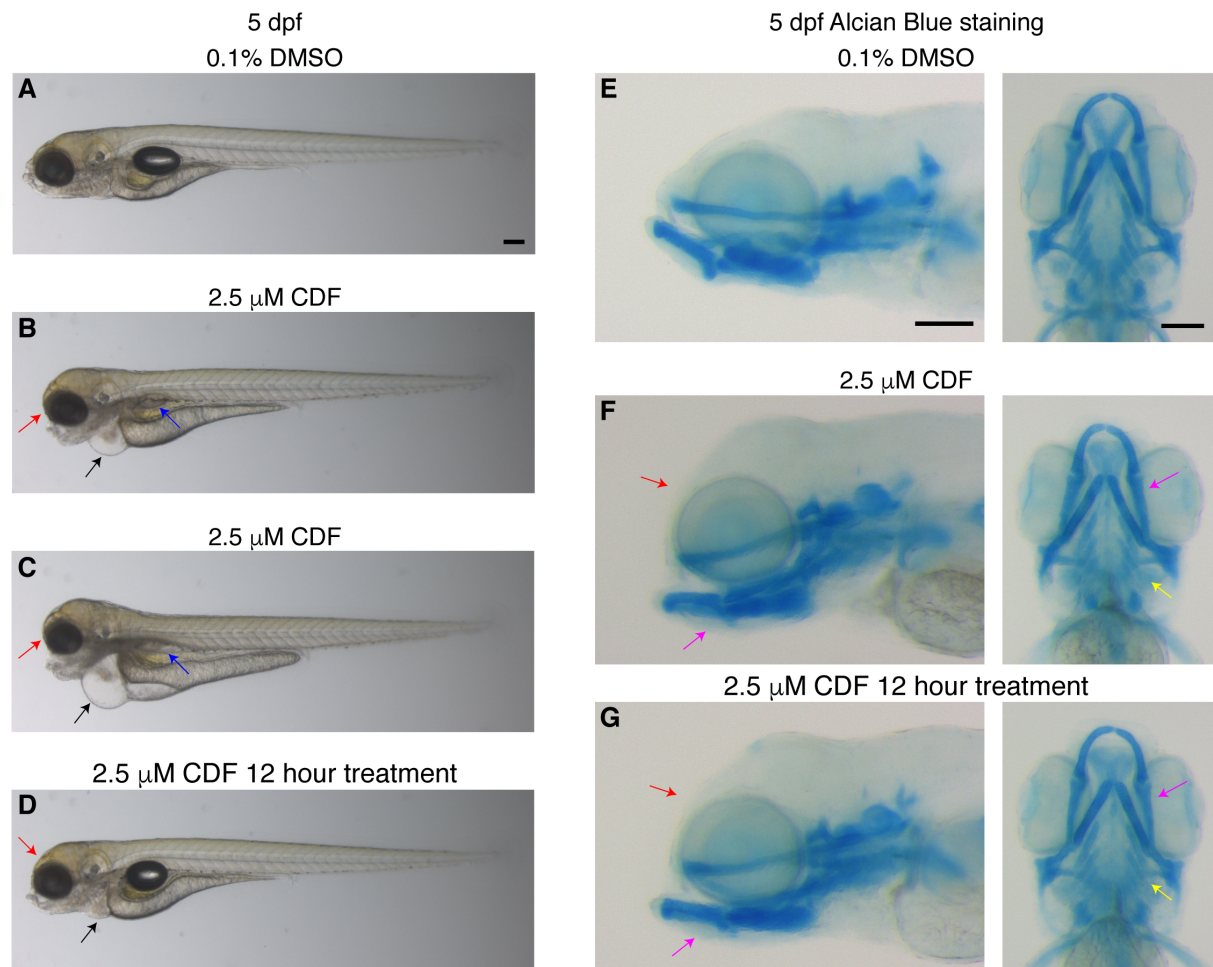 5 dpf
0.1% DMSO
A
2.5 μM CDF
B
2.5 μM CDF
C
2.5 μM CDF 12 hour treatment
D
5 dpf Alcian Blue staining
0.1% DMSO
E
2.5 μM CDF
F
2.5 μM CDF 12 hour treatment
G